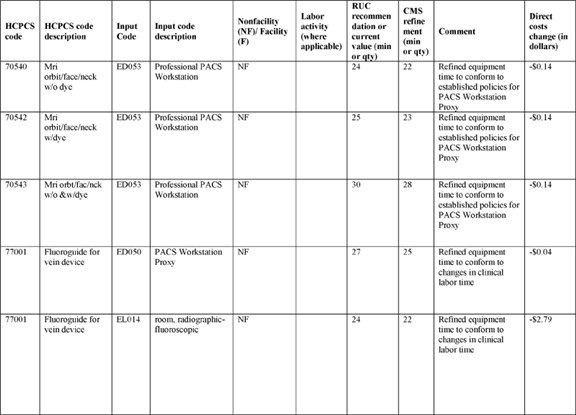 HCPCS code | HCPCS code description | Input Code | Input code description | Nonfacility (NF)/ Facility (F) | Labor activity (where applicable) | RUC recommen dation or current value (min or qty) | CMS refine ment (min or qty) | Comment | Direct costs change (in dollars)
70540 | Mri orbit/face/neck w/o dye | ED053 | Professional PACS Workstation | NF | | 24 | 22 | Refined equipment time to conform to established policies for PACS Workstation Proxy | -$0.14
70542 | Mri orbit/face/neck w/dye | ED053 | Professional PACS Workstation | NF | | 25 | 23 | Refined equipment time to conform to established policies for PACS Workstation Proxy | -$0.14
70543 | Mri orbt/fac/nck w/o &w/dye | ED053 | Professional PACS Workstation | NF | | 30 | 28 | Refined equipment time to conform to established policies for PACS Workstation Proxy | -$0.14
77001 | Fluoroguide for vein device | ED050 | PACS Workstation Proxy | NF | | 27 | 25 | Refined equipment time to conform to changes in clinical labor time | -$0.04
77001 | Fluoroguide for vein device | EL014 | room, radiographic-fluoroscopic | NF | | 24 | 22 | Refined equipment time to conform to changes in clinical labor time | -$2.79